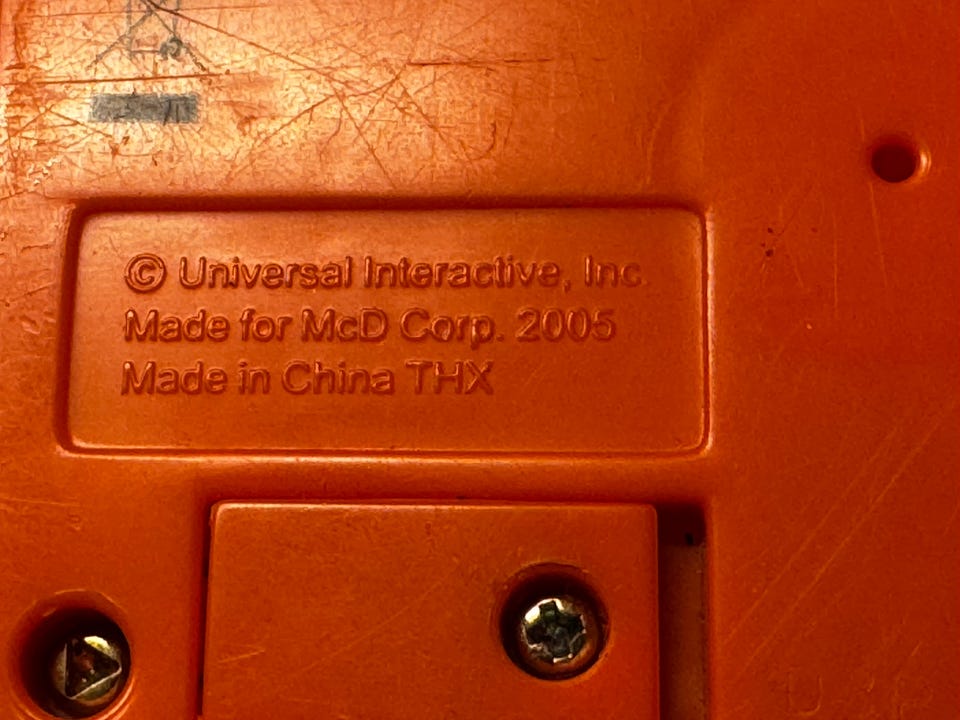 © Universal Interactive, Inc.
Made for McD Corp. 2005
Made in China THX